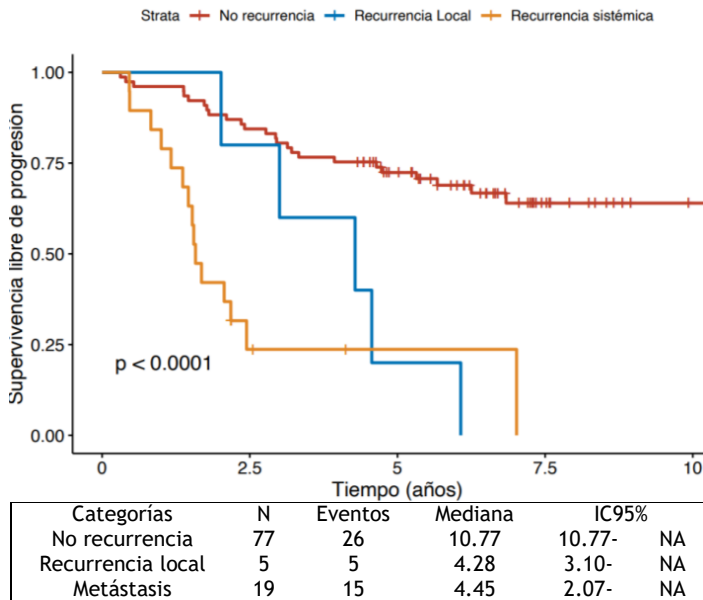 Strata No recurrencia Recurrencia Local Recurrencia sistémica
Supervivencia libre de progresión
1.00
0.75
0.50
0.25
0.00
p < 0.0001
0 2.5 5 7.5 10
Tiempo (años)
Categorías N Eventos Mediana IC95%
No recurrencia 77 26 10.77 10.77- NA
Recurrencia local 5 5 4.28 3.10- NA
Metástasis 19 15 4.45 2.07- NA